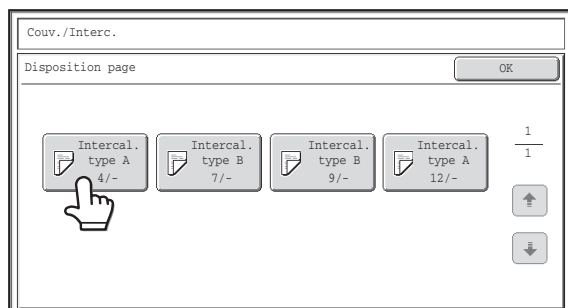 Couv./Interc.
Disposition page
OK
Intercal.
type A
4/-
Intercal.
type B
7/-
Intercal.
type B
9/-
Intercal.
type A
12/-
1
1